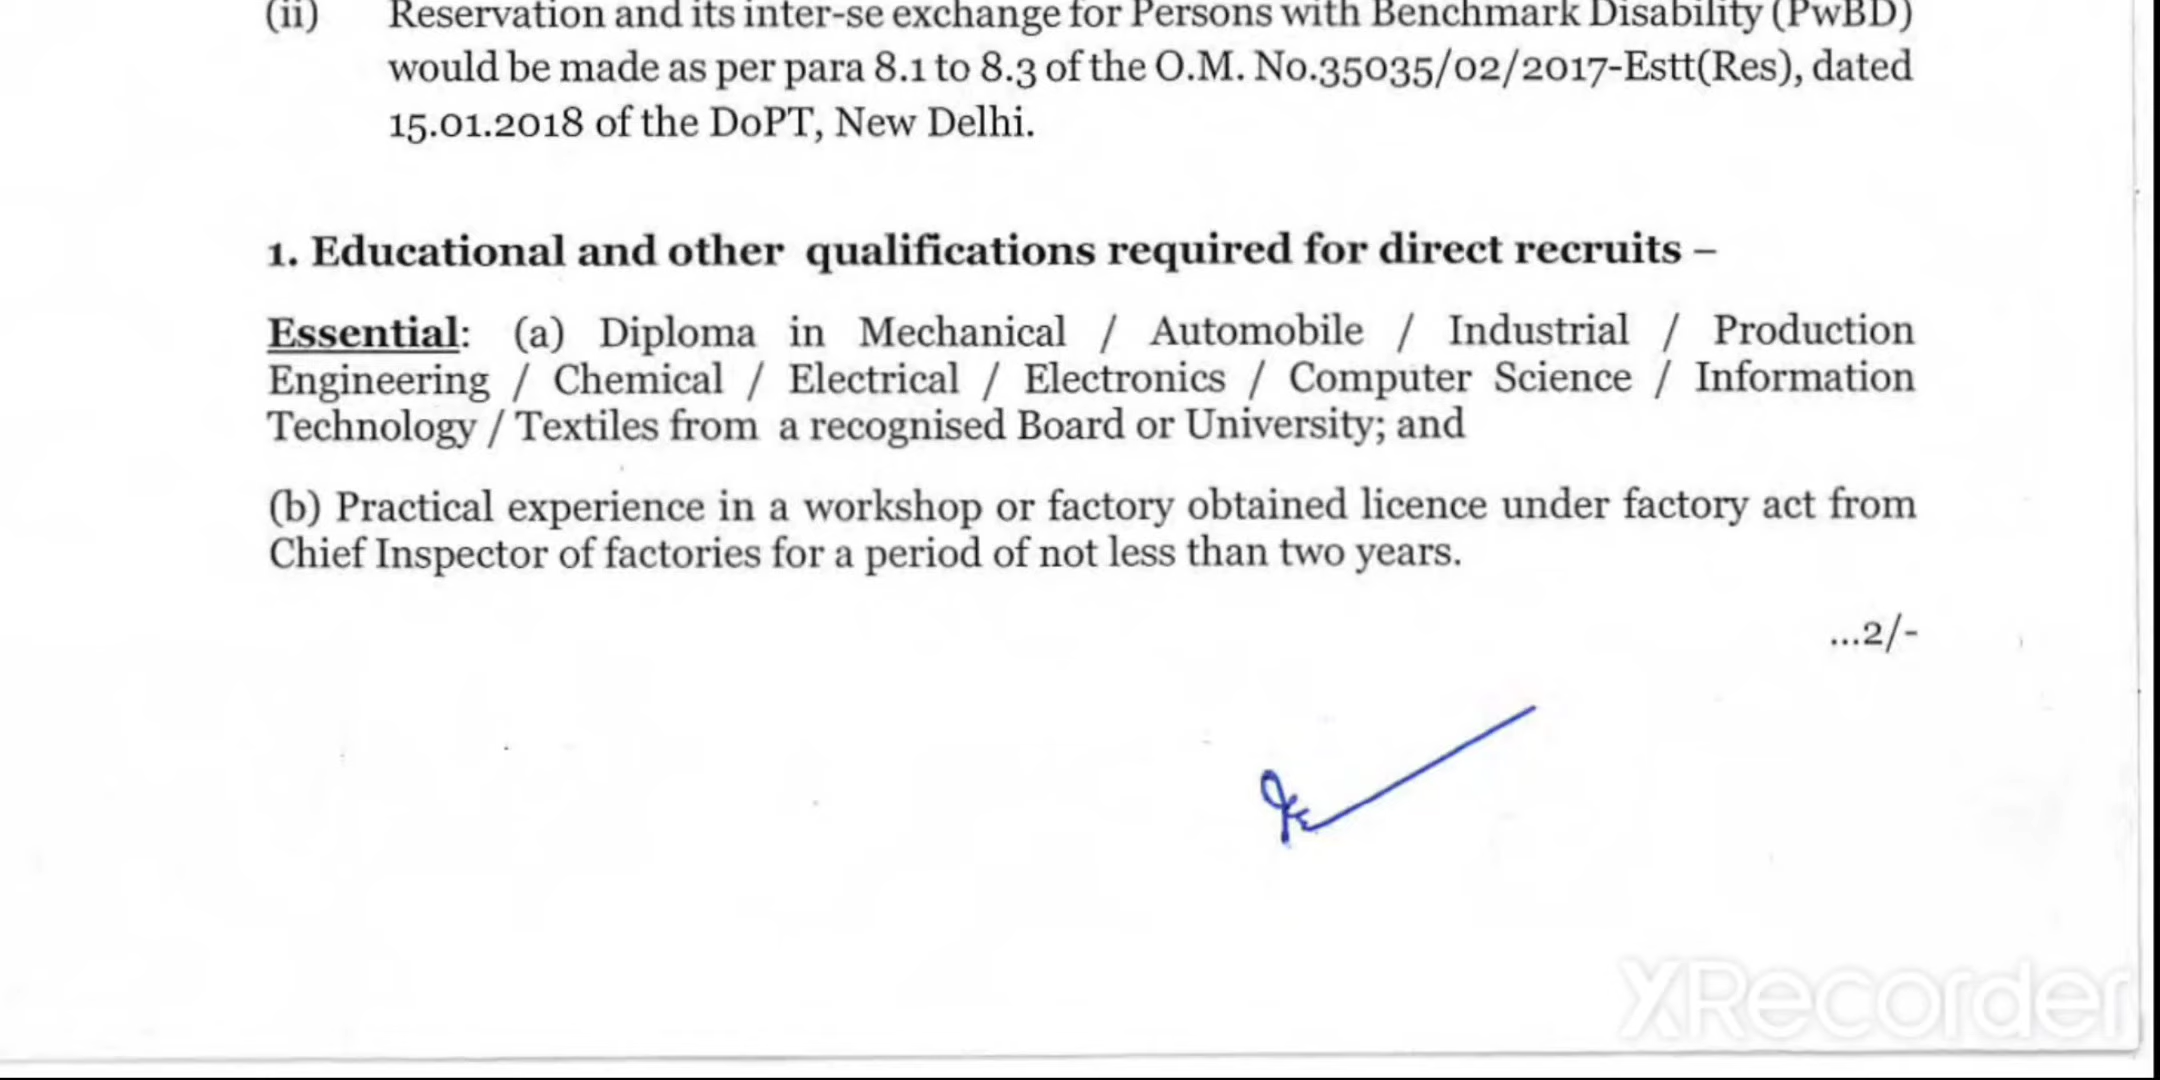 (ii) Reservation and its inter-se exchange for Persons with Benchmark Disability (PwBD)
would be made as per para 8.1 to 8.3 of the O.M. No.35035/02/2017-Estt(Res), dated
15.01.2018 of the DoPT, New Delhi.
1. Educational and other qualifications required for direct recruits –
Essential: (a) Diploma in Mechanical / Automobile / Industrial / Production
Engineering / Chemical / Electrical / Electronics / Computer Science / Information
Technology / Textiles from a recognised Board or University; and
(b) Practical experience in a workshop or factory obtained licence under factory act from
Chief Inspector of factories for a period of not less than two years.
...2/-
XRecorder